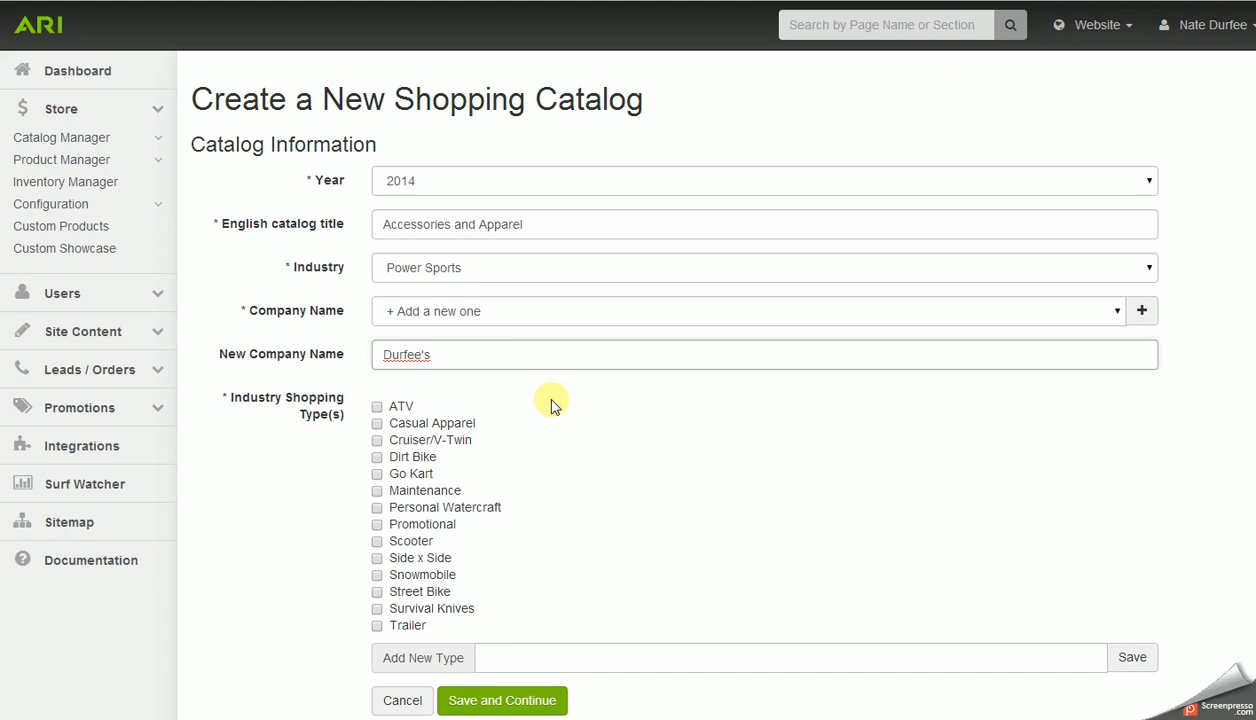 ARI
Search by Page Name or Section
Website
Nate Durfee
Dashboard
Store
Catalog Manager
Product Manager
Inventory Manager
Configuration
Custom Products
Custom Showcase
Users
Site Content
Leads / Orders
Promotions
Integrations
Surf Watcher
Sitemap
Documentation
Create a New Shopping Catalog
Catalog Information
* Year
2014
* English catalog title
Accessories and Apparel
* Industry
Power Sports
* Company Name
+ Add a new one
New Company Name
Durfee's
* Industry Shopping
Type(s)
ATV
Casual Apparel
Cruiser/V-Twin
Dirt Bike
Go Kart
Maintenance
Personal Watercraft
Promotional
Scooter
Side x Side
Snowmobile
Street Bike
Survival Knives
Trailer
Add New Type
Save
Cancel
Save and Continue
Screenpresso
.com